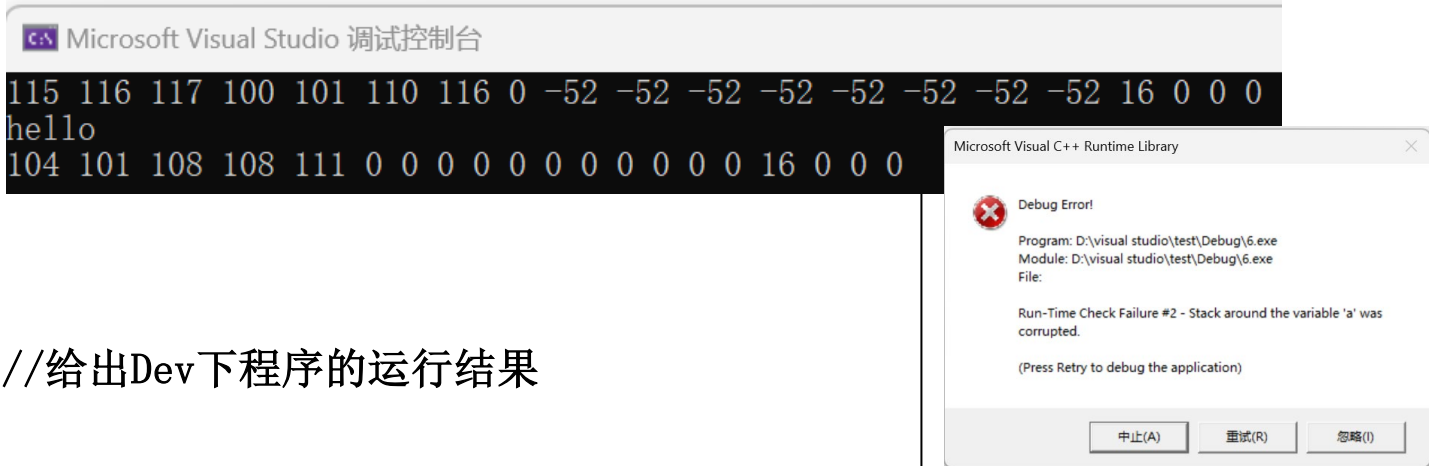 Microsoft Visual Studio 调试控制台
115 116 117 100 101 110 116 0 -52 -52 -52 -52 -52 -52 -52 -52 16 0 0 0
hello
104 101 108 108 111 0 0 0 0 0 0 0 0 0 0 0 16 0 0 0
Microsoft Visual C++ Runtime Library
Debug Error!
Program: D:\visual studio\test\Debug\6.exe
Module: D:\visual studio\test\Debug\6.exe
File:
Run-Time Check Failure #2 - Stack around the variable 'a' was
corrupted.
(Press Retry to debug the application)
中止(A) 重试(R) 忽略(I)
//给出Dev下程序的运行结果